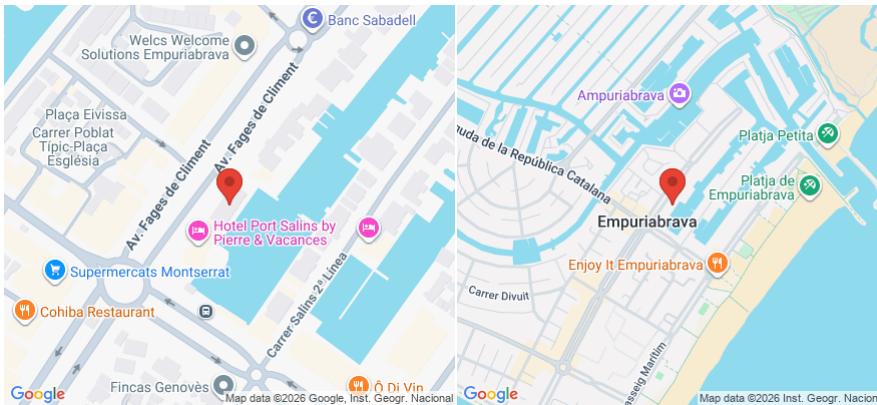 Banc Sabadell
Welcs Welcome
Solutions Empuriabrava
Av. Fages de Climent
Plaça Eivissa
Carrer Poblat
Típic-Plaça
Església
Av. Fages de Climent
Hotel Port Salins by
Pierre & Vacances
Supermercats Montserrat
Cohiba Restaurant
Carrer Salins 2ª Línea
Fincas Genovès
Ô Di Vin
Google
Map data ©2026 Google, Inst. Geogr. Nacional
Ampuriabrava
Platja Petita
muda de la República Catalana
Platja de
Empuriabrava
Empuriabrava
Enjoy It Empuriabrava
Carrer Divuit
asseig Marítim
Google
Map data ©2026 Inst. Geogr. Nacional